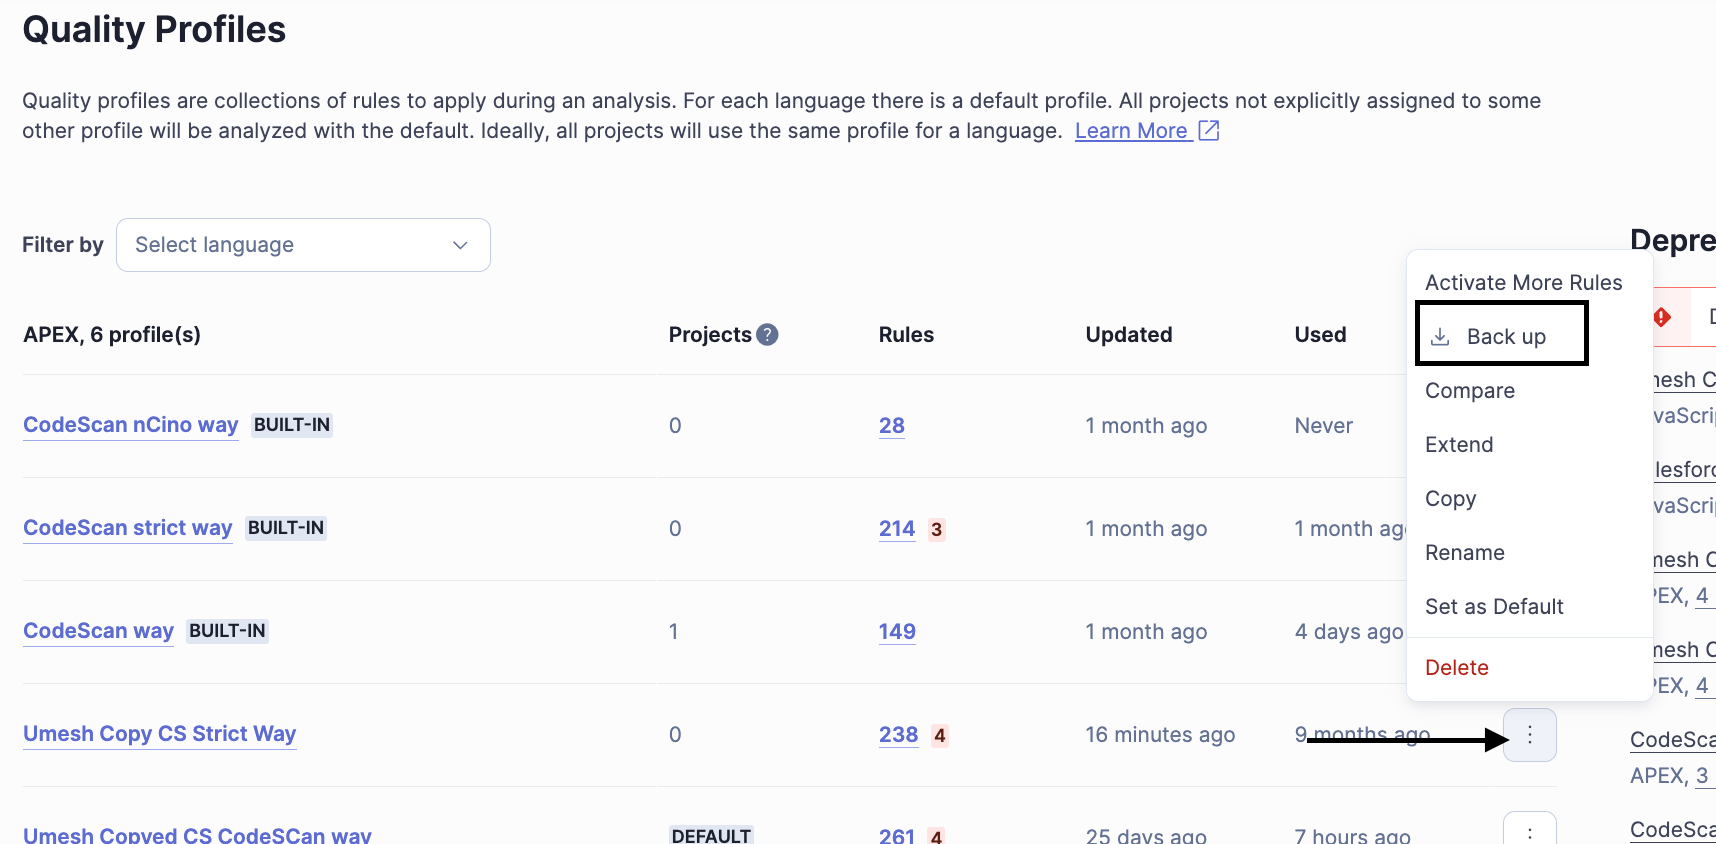 Quality Profiles
Quality profiles are collections of rules to apply during an analysis. For each language there is a default profile. All projects not explicitly assigned to some
other profile will be analyzed with the default. Ideally, all projects will use the same profile for a language. Learn More
Filter by Select language
Depre
APEX, 6 profile(s) Projects ? Rules Updated Used
CodeScan nCino way BUILT-IN 0 28 1 month ago Never
CodeScan strict way BUILT-IN 0 214 3 1 month ago 1 month ago
CodeScan way BUILT-IN 1 149 1 month ago 4 days ago
Umesh Copy CS Strict Way 0 238 4 16 minutes ago 9 months ago
Umesh Copyed CS CodeSCan way DEFAULT 261 4 25 days ago 7 hours ago
Activate More Rules
Back up
Compare
Extend
Copy
Rename
Set as Default
Delete
mesh C
vaScrip
lesforc
vaScrip
mesh C
PEX, 4
mesh C
PEX, 4
CodeSca
APEX, 3
CodeSca